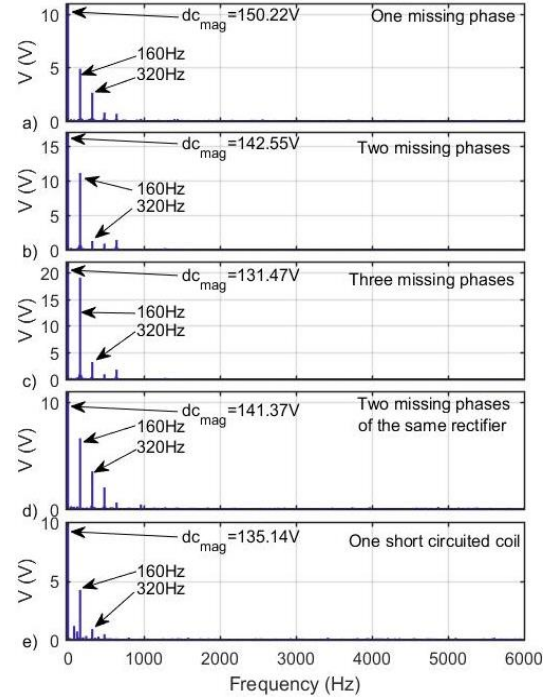 10
V (V)
5
0
a)
dc_mag=150.22V
One missing phase
160Hz
320Hz
15
V (V)
10
5
0
b)
dc_mag=142.55V
Two missing phases
160Hz
320Hz
20
V (V)
15
10
5
0
c)
dc_mag=131.47V
Three missing phases
160Hz
320Hz
10
V (V)
5
0
d)
dc_mag=141.37V
Two missing phases
of the same rectifier
160Hz
320Hz
10
V (V)
5
0
e)
dc_mag=135.14V
One short circuited coil
160Hz
320Hz
0 1000 2000 3000 4000 5000 6000
Frequency (Hz)